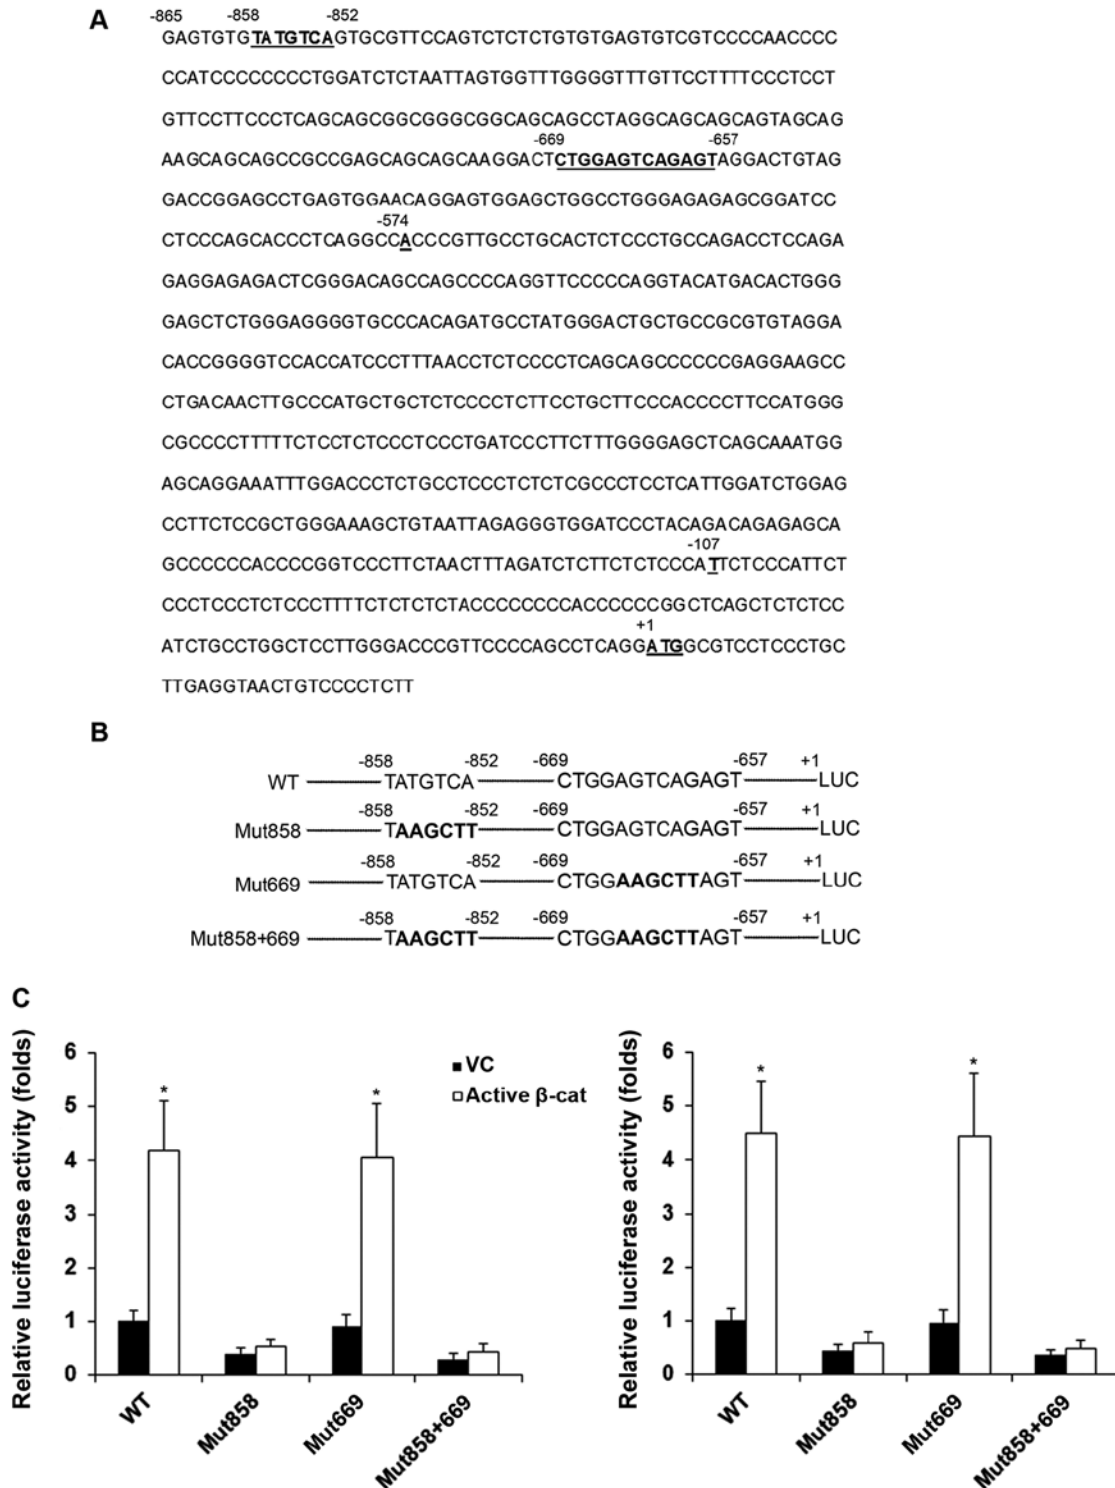 A
-865 -858 -852
GAGTGTGTATGTCAGTGCGTTCCAGTCTCTCTGTGTGAGTGTCGTCCCCAACCCC
CCATCCCCCCCCTGGATCTCTAATTAGTGGTTTGGGGTTTGTTCCTTTTCCCTCCT
GTTCCTTCCCTCAGCAGCGGCGGGCGGCAGCAGCCTAGGCAGCAGCAGTAGCAG
-669 -657
AAGCAGCAGCCGCCGAGCAGCAGCAAGGACTCTGGAGTCAGAGTAGGACTGTAG
GACCGGAGCCTGAGTGGAACAGGAGTGGAGCTGGCCTGGGAGAGAGCGGATCC
-574
CTCCCAGCACCCTCAGGCCACCCGTTGCCTGCACTCTCCCTGCCAGACCTCCAGA
GAGGAGAGACTCGGGACAGCCAGCCCCAGGTTCCCCCAGGTACATGACACTGGG
GAGCTCTGGGAGGGGTGCCCACAGATGCCTATGGGACTGCTGCCGCGTGTAGGA
CACCGGGGTCCACCATCCCTTTAACCTCTCCCCTCAGCAGCCCCCCGAGGAAGCC
CTGACAACTTGCCCATGCTGCTCTCCCCTCTTCCTGCTTCCCACCCCTTCCATGGG
CGCCCCTTTTTCTCCTCTCCCTCCCTGATCCCTTCTTTGGGGAGCTCAGCAAATGG
AGCAGGAAATTTGGACCCTCTGCCTCCCTCTCTCGCCCTCCTCATTGGATCTGGAG
CCTTCTCCGCTGGGAAAGCTGTAATTAGAGGGTGGATCCCTACAGACAGAGAGCA
-107
GCCCCCCACCCCGGTCCCTTCTAACTTTAGATCTCTTCTCTCCCATTCTCCCATTCT
CCCTCCCTCTCCCTTTTCTCTCTCTACCCCCCCCACCCCCCGGCTCAGCTCTCTCC
+1
ATCTGCCTGGCTCCTTGGGACCCGTTCCCCAGCCTCAGGATGGCGTCCTCCCTGC
TTGAGGTAACTGTCCCCTCTT
B
-858 -852 -669 -657 +1
WT TATGTCA CTGGAGTCAGAGT LUC
-858 -852 -669 -657 +1
Mut858 TAAGCTT CTGGAGTCAGAGT LUC
-858 -852 -669 -657 +1
Mut669 TATGTCA CTGGAAGCTTAGT LUC
-858 -852 -669 -657 +1
Mut858+669 TAAGCTT CTGGAAGCTTAGT LUC
C
Relative luciferase activity (folds)
6
5
4
3
2
1
0
*
*
VC
Active β-cat
WT
Mut858
Mut669
Mut858+669
Relative luciferase activity (folds)
6
5
4
3
2
1
0
*
*
WT
Mut858
Mut669
Mut858+669